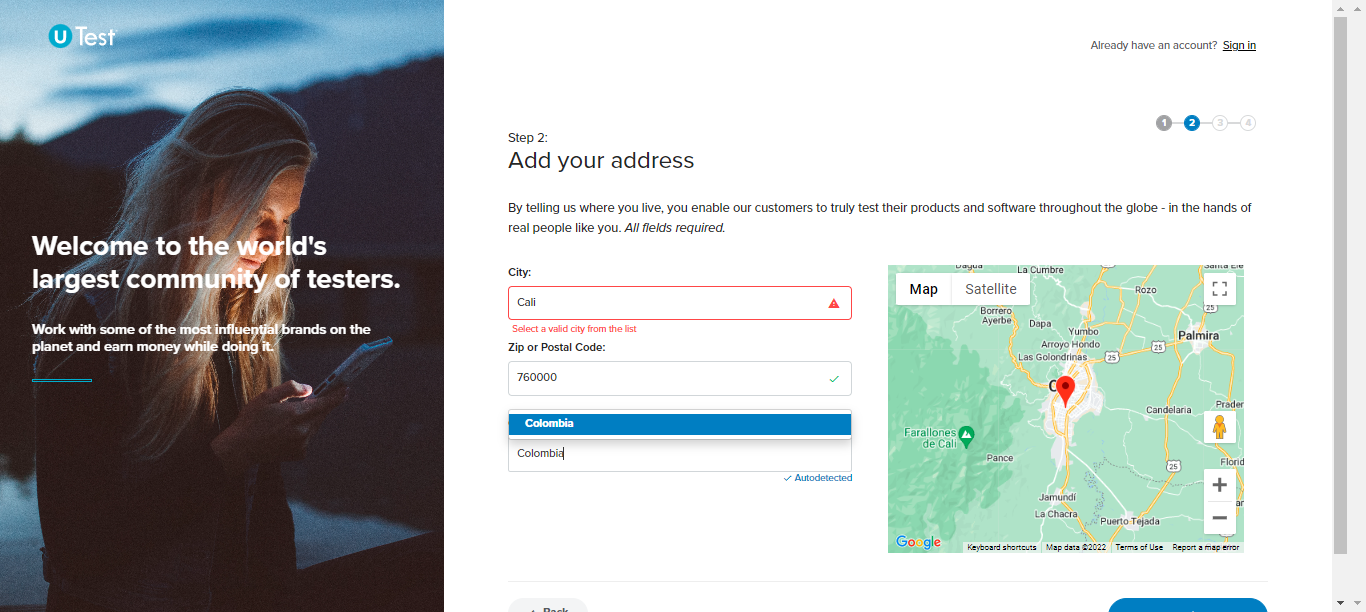 U Test
Already have an account? Sign in
1 2 3 4
Step 2:
Add your address
By telling us where you live, you enable our customers to truly test their products and software throughout the globe - in the hands of
real people like you. All fields required.
Welcome to the world's
largest community of testers.
Work with some of the most influential brands on the
planet and earn money while doing it.
City:
Cali
Select a valid city from the list
Zip or Postal Code:
760000
Colombia
Colombia
Autodetected
Map Satellite
Dagua
La Cumbre
Santa Ele
Rozo
Borrero
Ayerbe
25
Dapa
Yumbo
Palmira
Arroyo Hondo
25
Las Golondrinas
25
Candelaria
Prader
Farallones
de Cali
Pance
Florid
25
Jamundí
La Chacra
Puerto Tejada
Google
Keyboard shortcuts Map data ©2022 Terms of Use Report a map error
Back